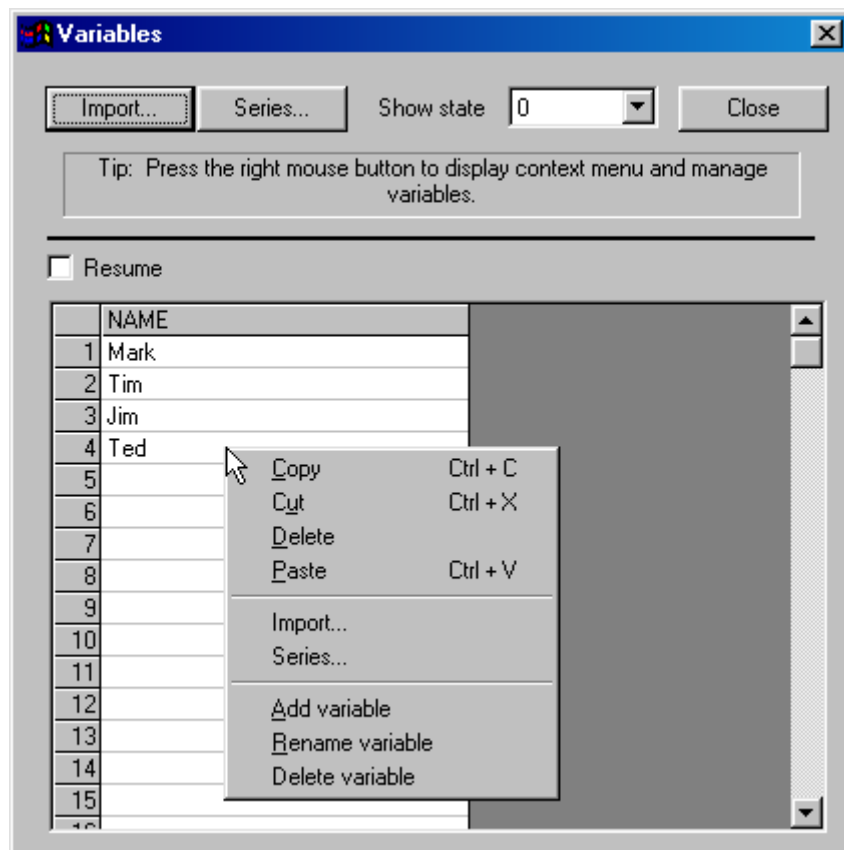 Variables
Import... Series... Show state 0 Close
Tip: Press the right mouse button to display context menu and manage
variables.
Resume
NAME
1 Mark
2 Tim
3 Jim
4 Ted
5
6
7
8
9
10
11
12
13
14
15
16
Copy Ctrl + C
Cut Ctrl + X
Delete
Paste Ctrl + V
Import...
Series...
Add variable
Rename variable
Delete variable